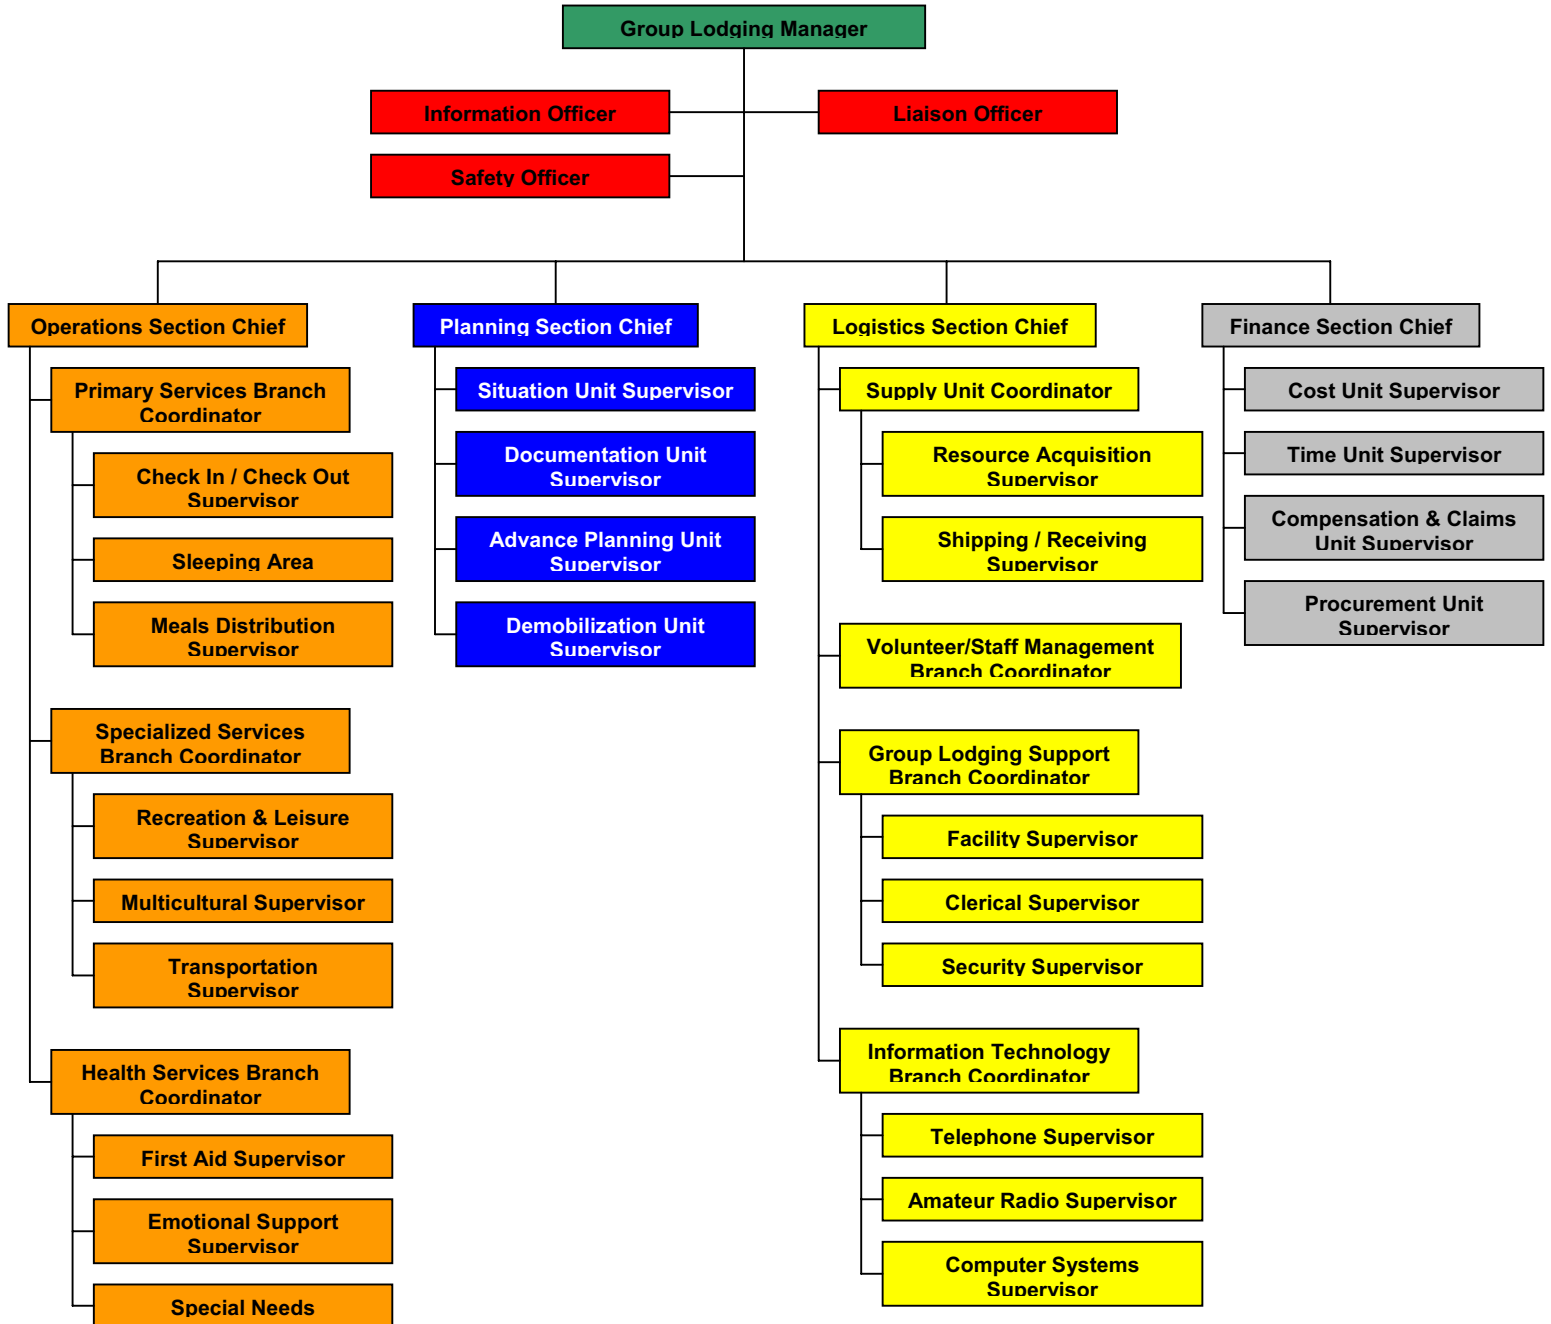 Group Lodging Manager
Information Officer
Liaison Officer
Safety Officer
Operations Section Chief
Primary Services Branch
Coordinator
Check In / Check Out
Supervisor
Sleeping Area
Meals Distribution
Supervisor
Specialized Services
Branch Coordinator
Recreation & Leisure
Supervisor
Multicultural Supervisor
Transportation
Supervisor
Health Services Branch
Coordinator
First Aid Supervisor
Emotional Support
Supervisor
Special Needs
Planning Section Chief
Situation Unit Supervisor
Documentation Unit
Supervisor
Advance Planning Unit
Supervisor
Demobilization Unit
Supervisor
Logistics Section Chief
Supply Unit Coordinator
Resource Acquisition
Supervisor
Shipping / Receiving
Supervisor
Volunteer/Staff Management
Branch Coordinator
Group Lodging Support
Branch Coordinator
Facility Supervisor
Clerical Supervisor
Security Supervisor
Information Technology
Branch Coordinator
Telephone Supervisor
Amateur Radio Supervisor
Computer Systems
Supervisor
Finance Section Chief
Cost Unit Supervisor
Time Unit Supervisor
Compensation & Claims
Unit Supervisor
Procurement Unit
Supervisor